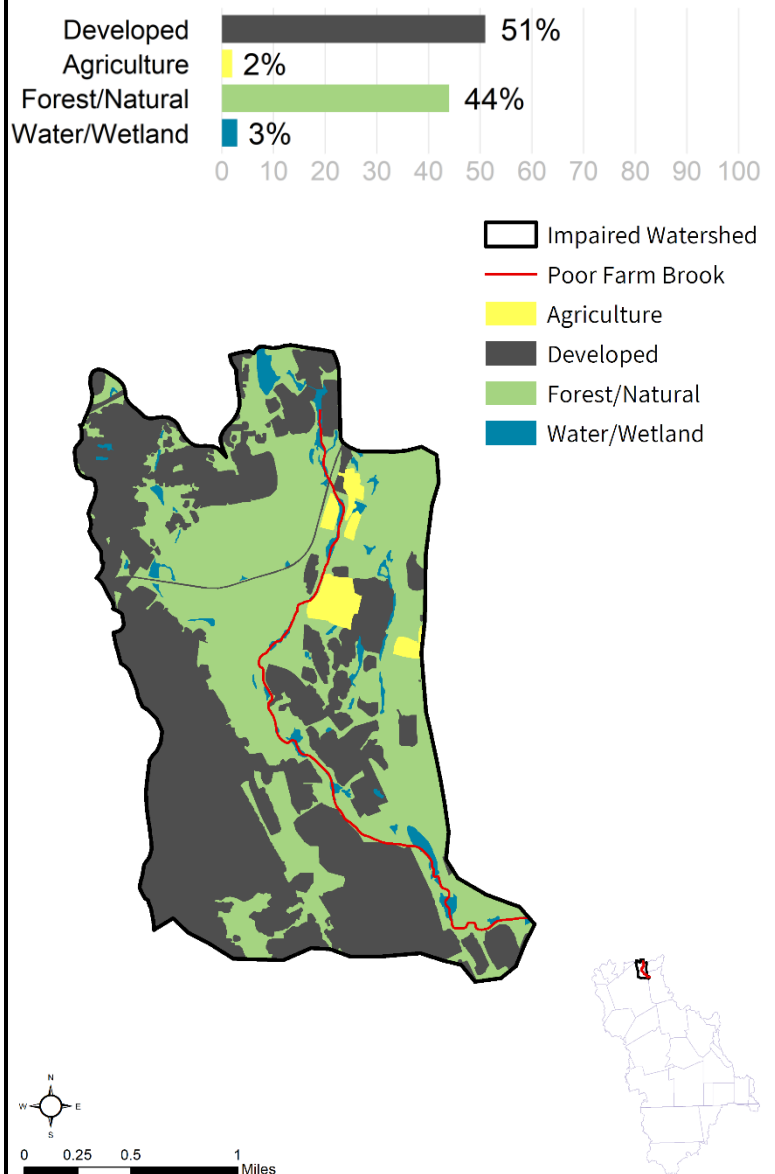 Developed 51%
Agriculture 2%
Forest/Natural 44%
Water/Wetland 3%
0 10 20 30 40 50 60 70 80 90 100
Impaired Watershed
Poor Farm Brook
Agriculture
Developed
Forest/Natural
Water/Wetland
N
W E
S
0 0.25 0.5 1
Miles